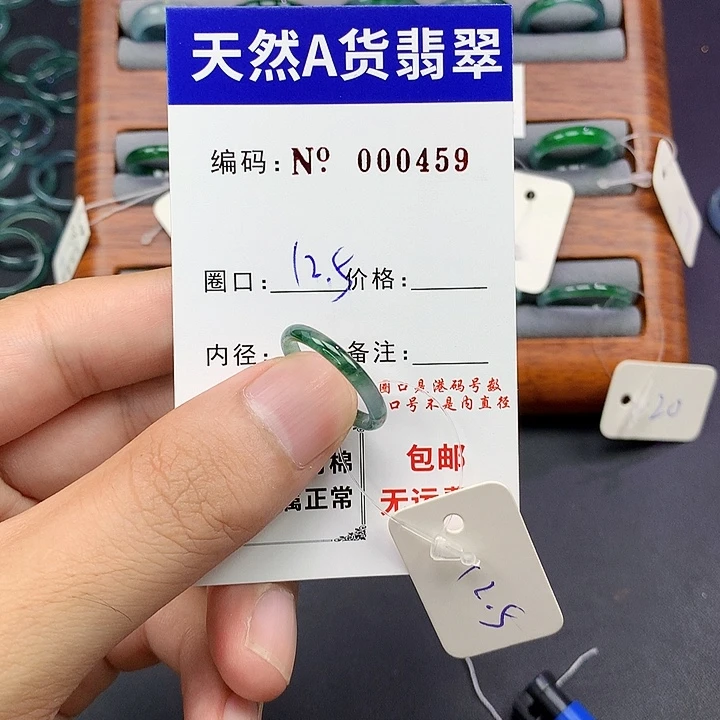 天然A货翡翠
编码: Nº 000459
圈口: 12.5 价格:
内径: 备注:
圈口是港码号数
口号不是内直径
棉 包邮
正常 无运
12.5
20